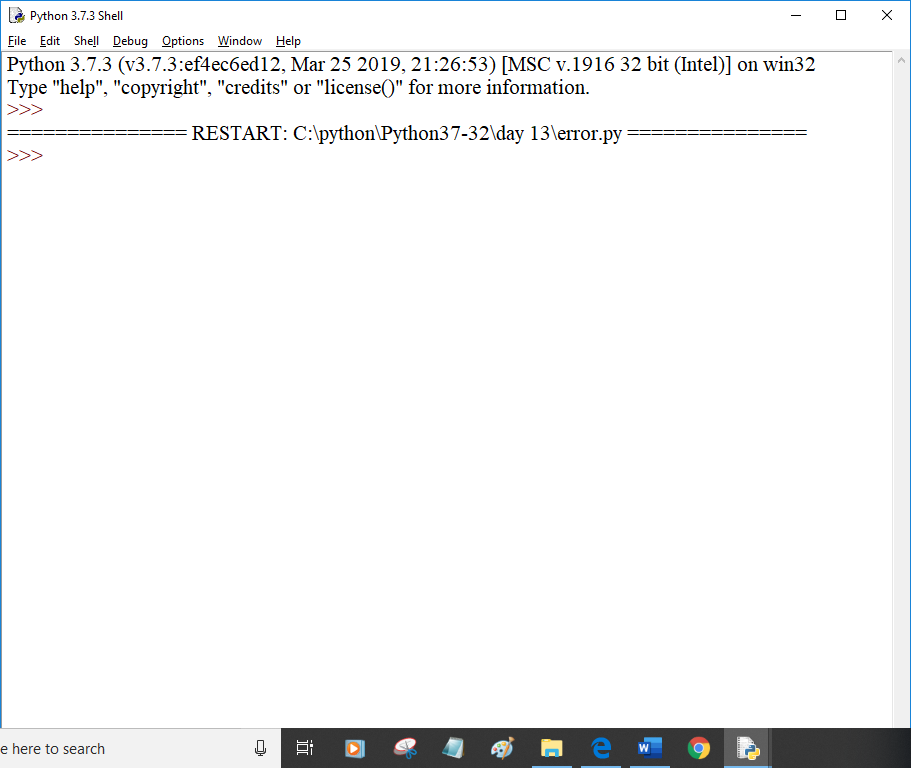 Python 3.7.3 Shell
File Edit Shell Debug Options Window Help
Python 3.7.3 (v3.7.3:ef4ec6ed12, Mar 25 2019, 21:26:53) [MSC v.1916 32 bit (Intel)] on win32
Type "help", "copyright", "credits" or "license()" for more information.
>>>
=============== RESTART: C:\python\Python37-32\day 13\error.py ===============
>>>
e here to search